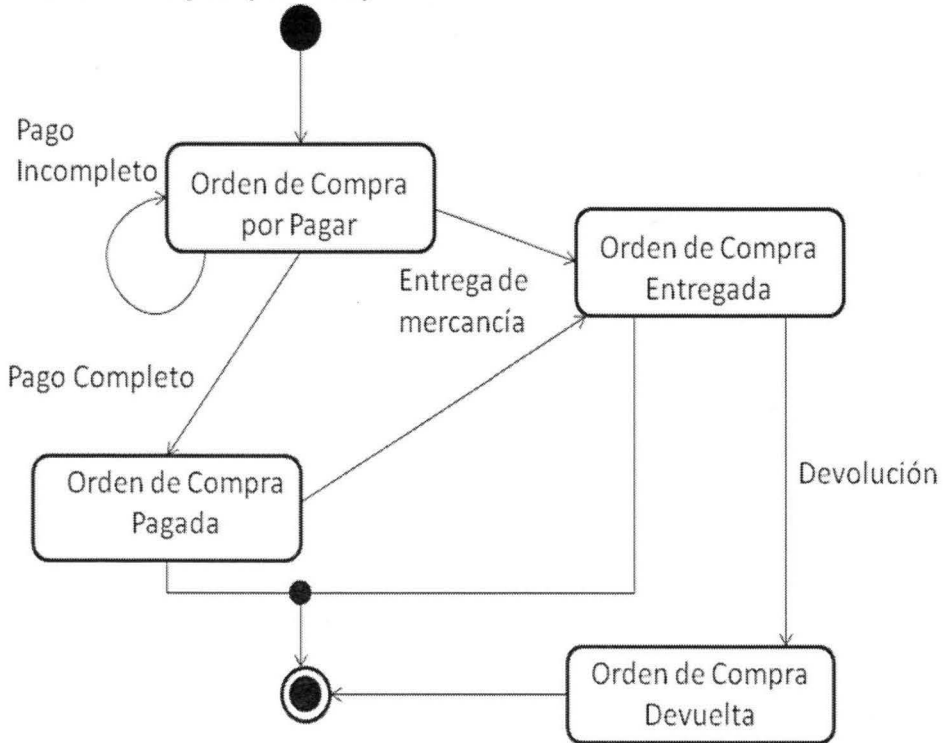 Pago
Incompleto
Orden de Compra
por Pagar
Orden de Compra
Entregada
Entrega de
mercancía
Pago Completo
Orden de Compra
Pagada
Devolución
Orden de Compra
Devuelta